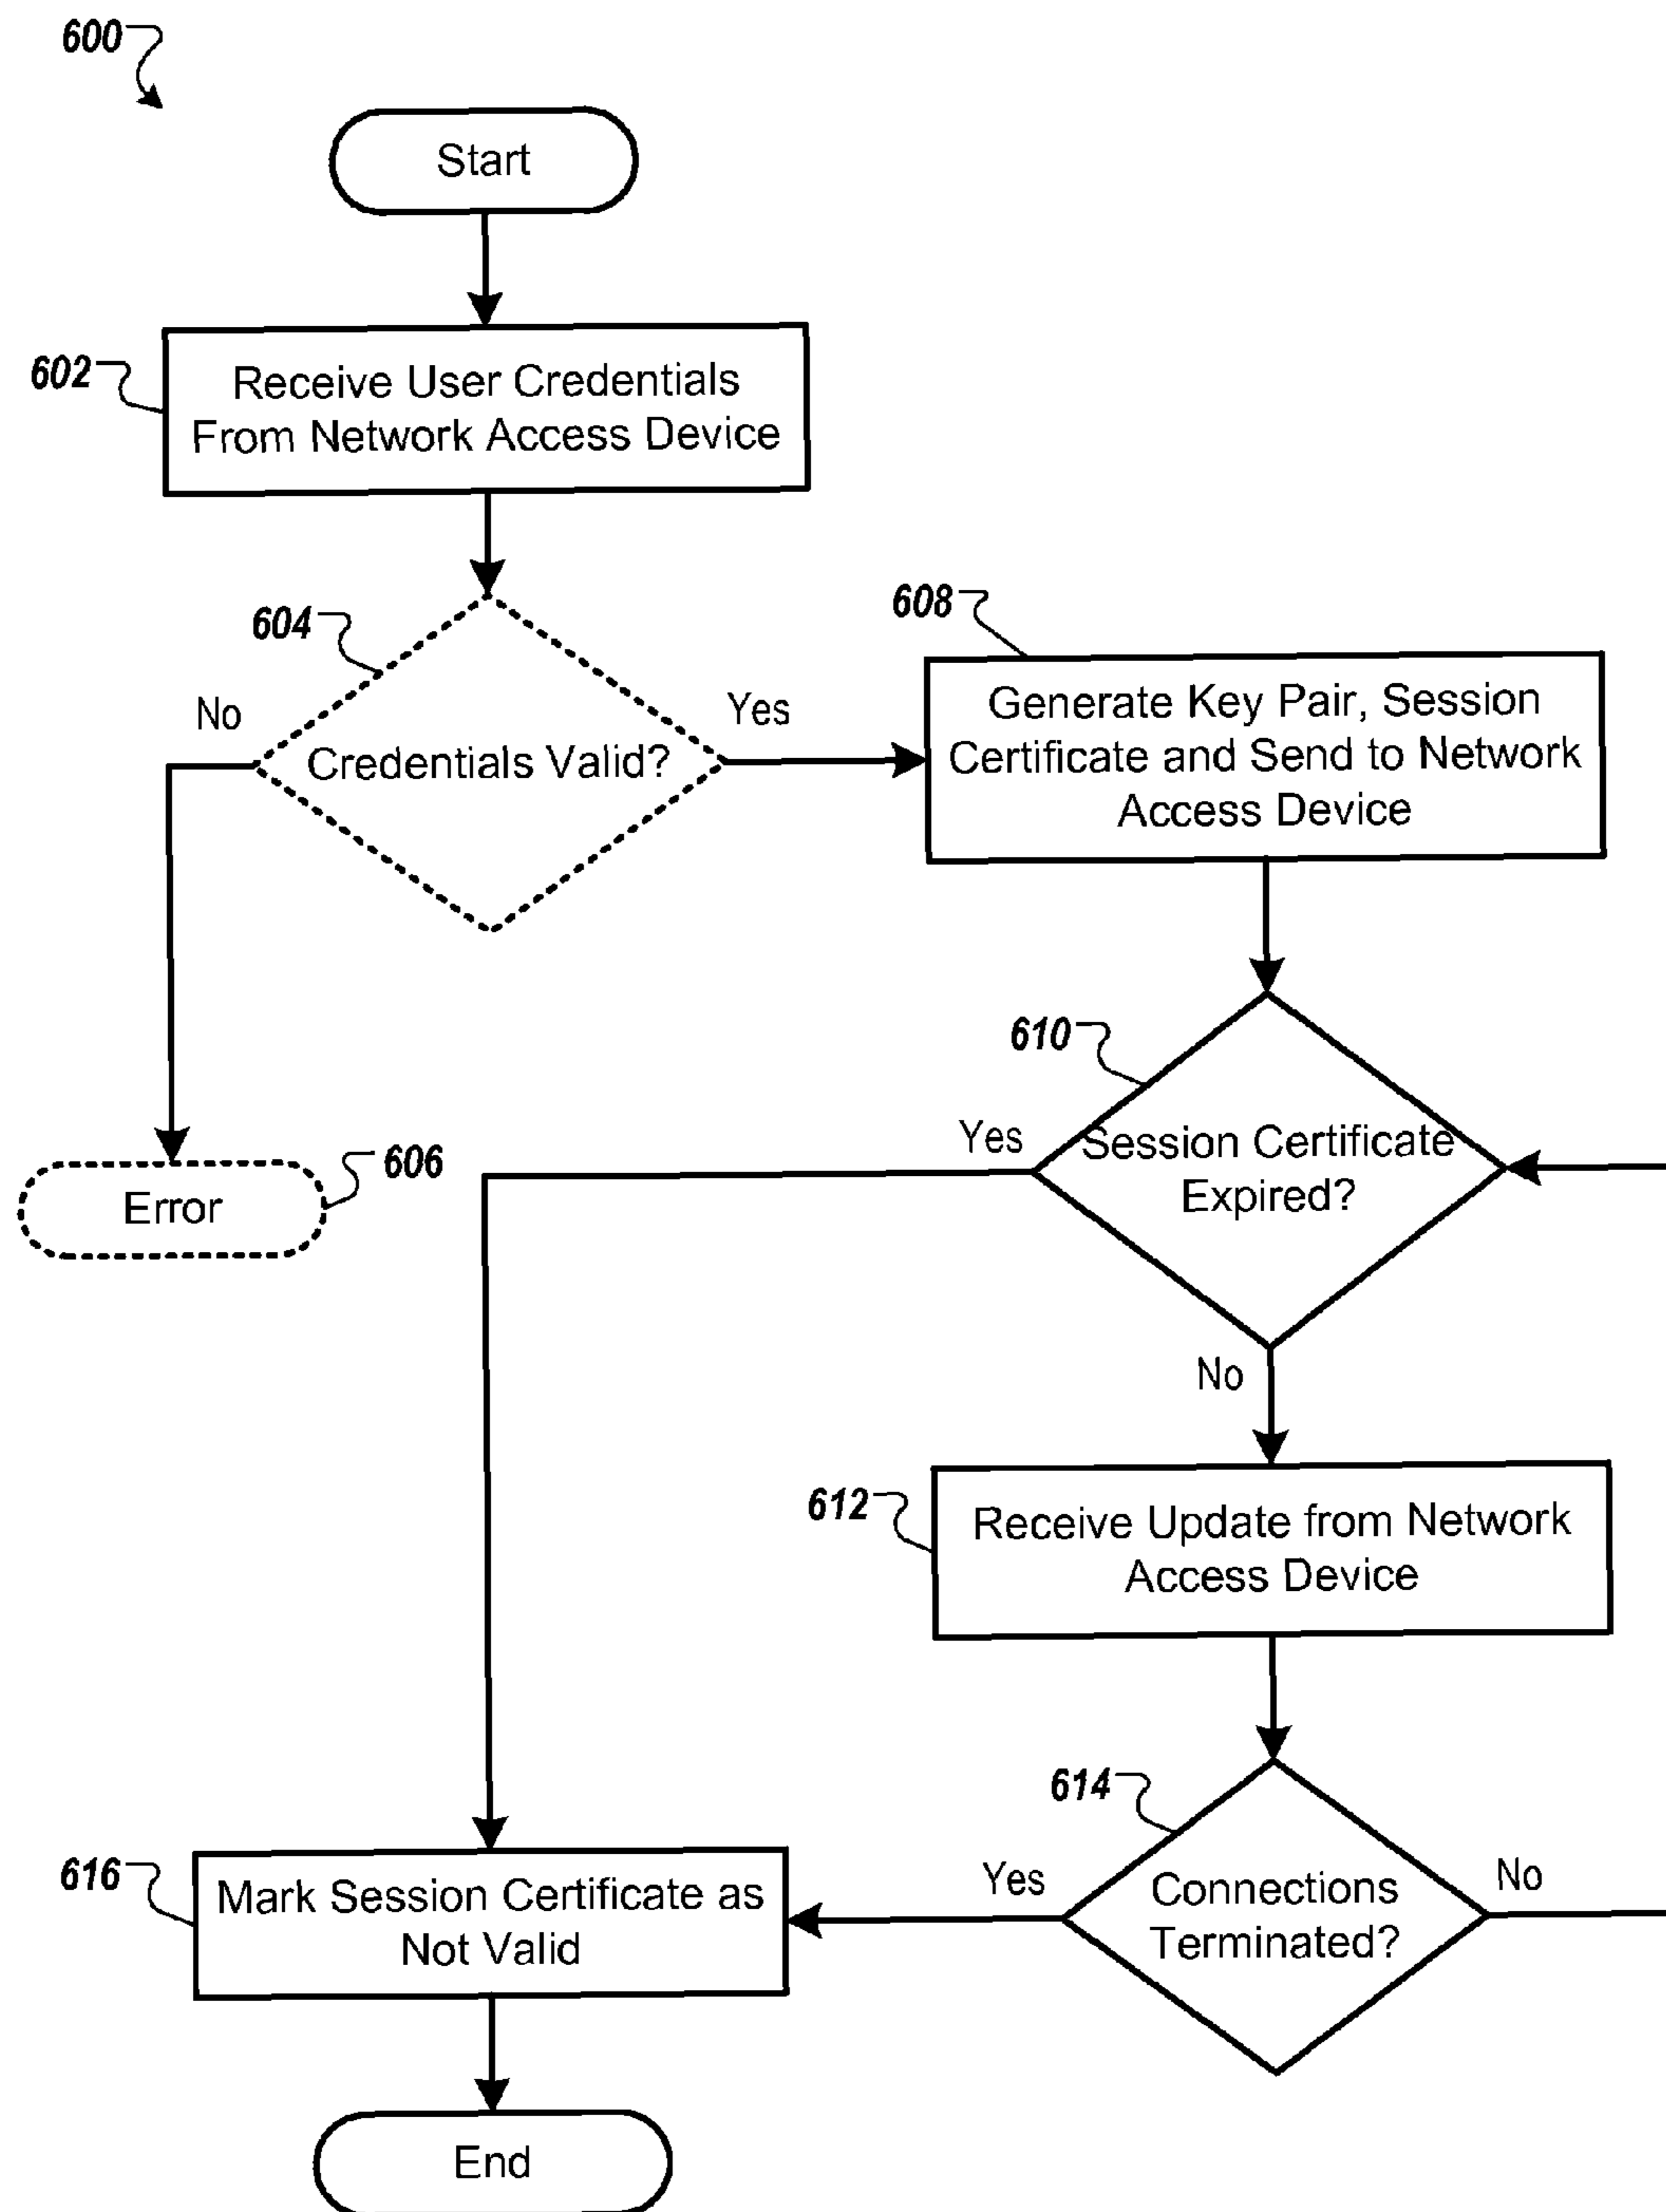 600
Start
602
Receive User Credentials
From Network Access Device
604
No
Yes
Credentials Valid?
608
Generate Key Pair, Session
Certificate and Send to Network
Access Device
610
Yes
Session Certificate
Expired?
No
606
Error
612
Receive Update from Network
Access Device
614
Yes
No
Connections
Terminated?
616
Mark Session Certificate as
Not Valid
End